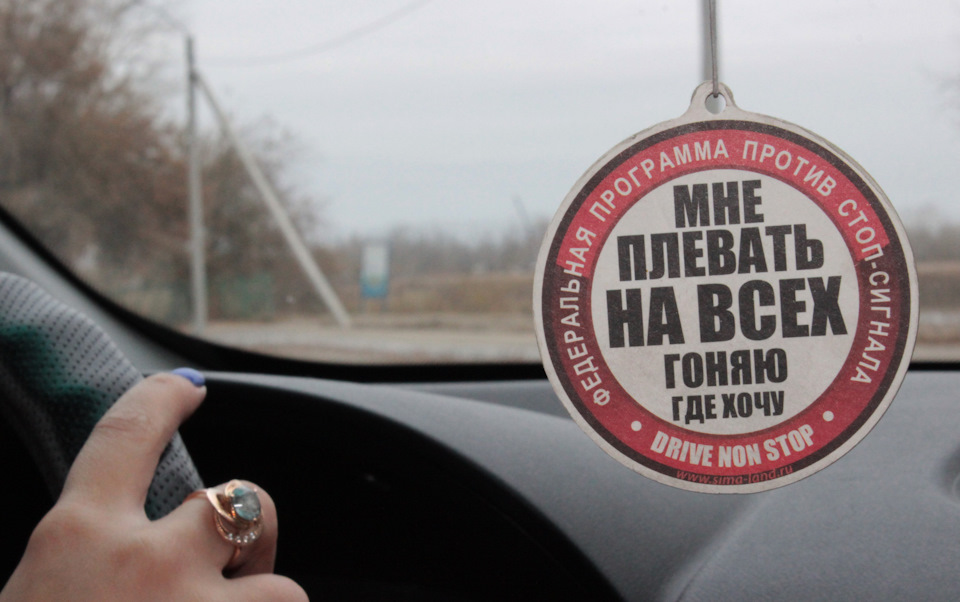 ФЕДЕРАЛЬНАЯ ПРОГРАММА ПРОТИВ СТОП-СИГНАЛА
МНЕ
ПЛЕВАТЬ
НА ВСЕХ
ГОНЯЮ
ГДЕ ХОЧУ
DRIVE NON STOP
www.sima-land.ru